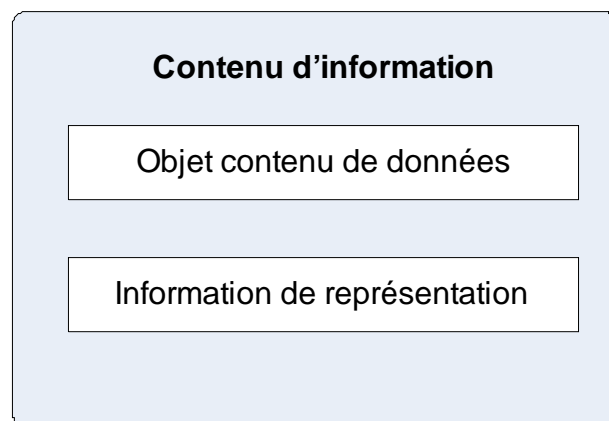 Contenu d’information
Objet contenu de données
Information de représentation